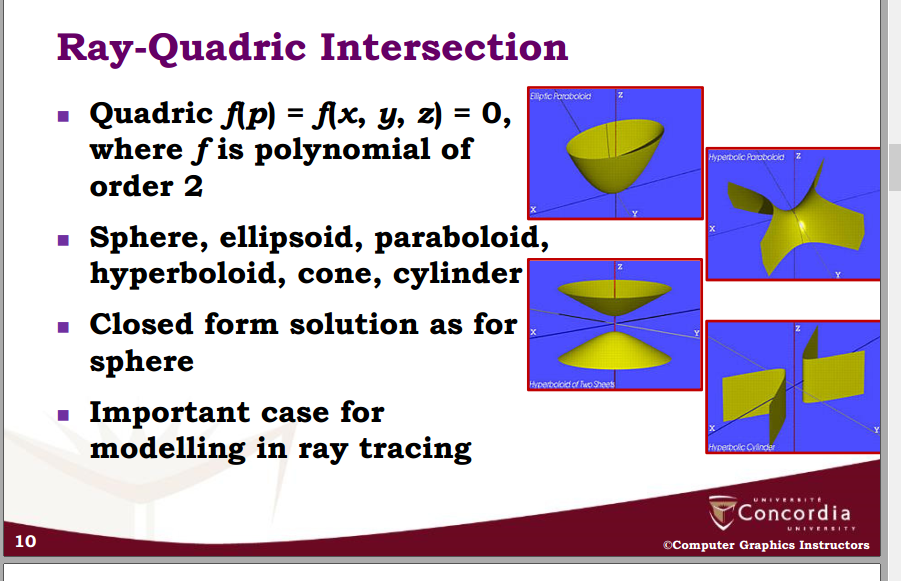 Ray-Quadric Intersection
▪ Quadric f(p) = f(x, y, z) = 0,
where f is polynomial of
order 2
▪ Sphere, ellipsoid, paraboloid,
hyperboloid, cone, cylinder
▪ Closed form solution as for
sphere
▪ Important case for
modelling in ray tracing
Elliptic Paraboloid
Z
X
Y
Hyperbolic Paraboloid
Z
X
Y
Z
X
Y
Hyperboloid of Two Sheets
Z
X
Y
Hyperbolic Cylinder
UNIVERSITÉ
Concordia
UNIVERSITY
10
©Computer Graphics Instructors